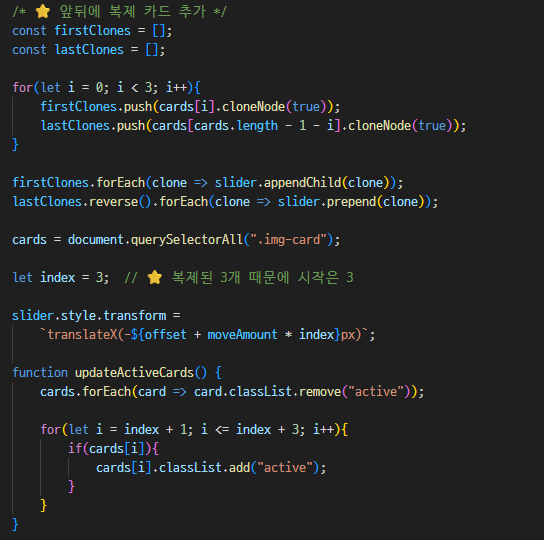 /* ⭐ 앞뒤에 복제 카드 추가 */
const firstClones = [];
const lastClones = [];

for(let i = 0; i < 3; i++){
    firstClones.push(cards[i].cloneNode(true));
    lastClones.push(cards[cards.length - 1 - i].cloneNode(true));
}

firstClones.forEach(clone => slider.appendChild(clone));
lastClones.reverse().forEach(clone => slider.prepend(clone));

cards = document.querySelectorAll(".img-card");

let index = 3;  // ⭐ 복제된 3개 때문에 시작은 3

slider.style.transform =
    `translateX(-${offset + moveAmount * index}px)`;

function updateActiveCards() {
    cards.forEach(card => card.classList.remove("active"));

    for(let i = index + 1; i <= index + 3; i++){
        if(cards[i]){
            cards[i].classList.add("active");
        }
    }
}